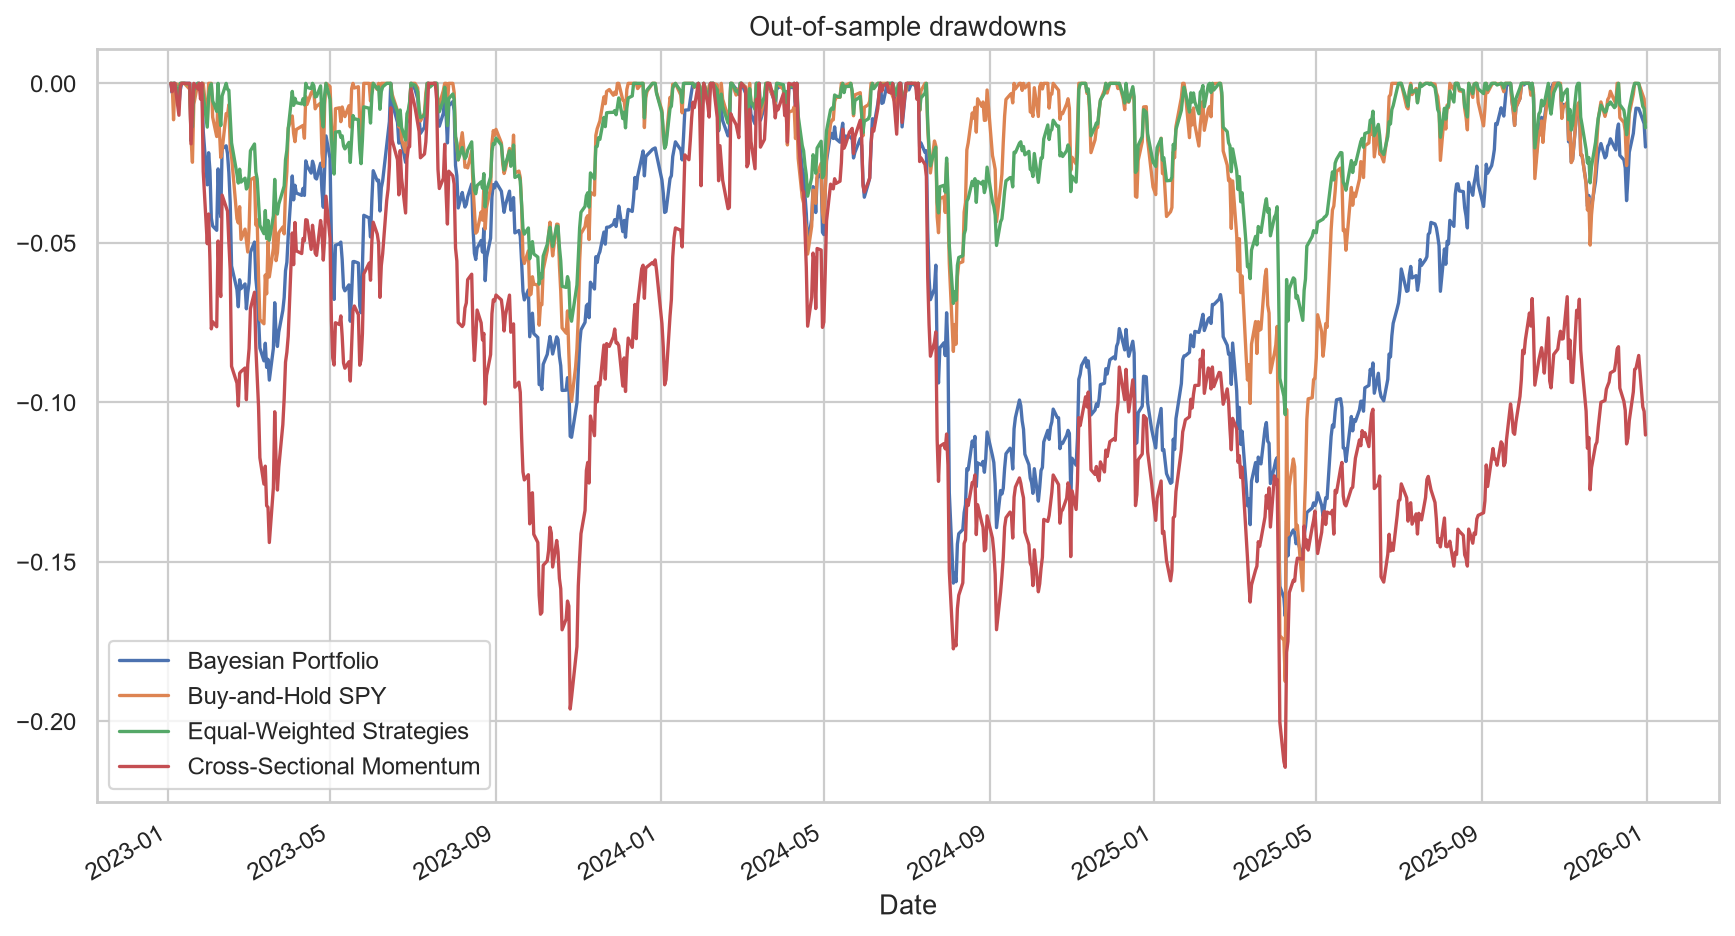 Out-of-sample drawdowns
0.00
−0.05
−0.10
−0.15
−0.20
Bayesian Portfolio
Buy-and-Hold SPY
Equal-Weighted Strategies
Cross-Sectional Momentum
2023-01
2023-05
2023-09
2024-01
2024-05
2024-09
2025-01
2025-05
2025-09
2026-01
Date